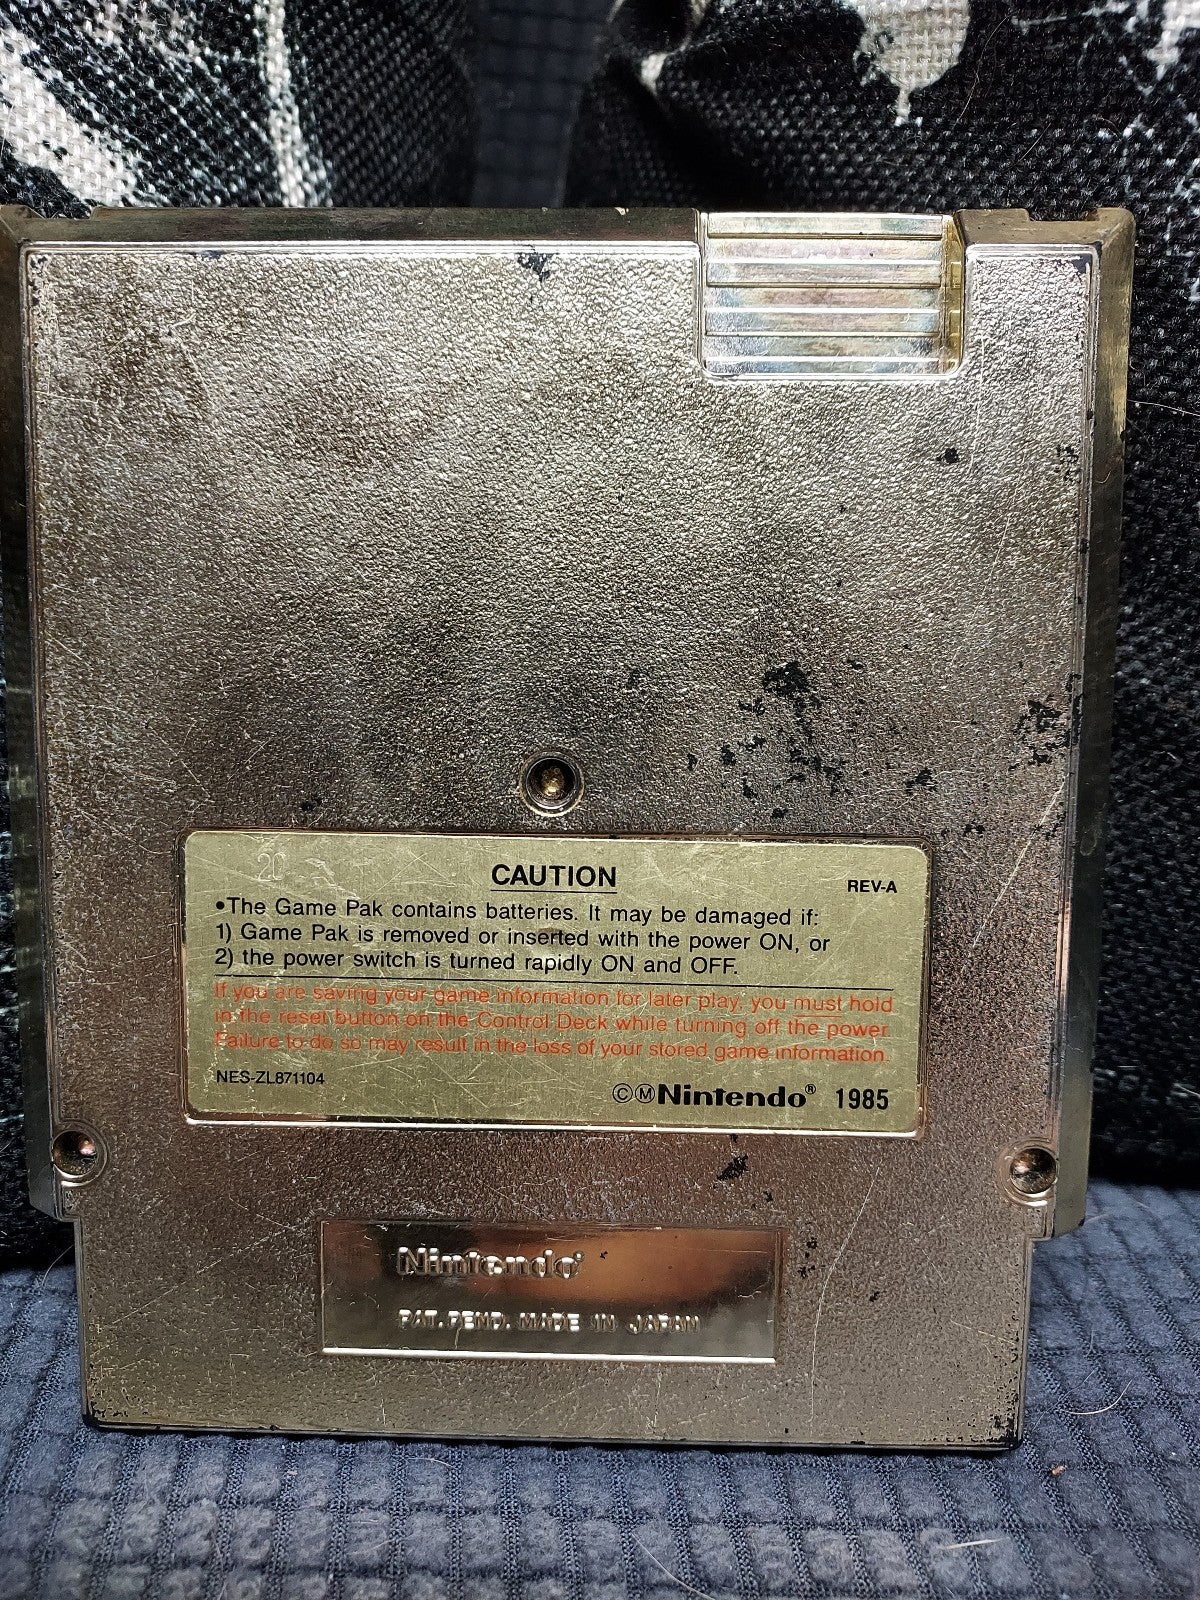 20
CAUTION
REV-A
•The Game Pak contains batteries. It may be damaged if:
1) Game Pak is removed or inserted with the power ON, or
2) the power switch is turned rapidly ON and OFF.
If you are saving your game information for later play, you must hold
in the reset button on the Control Deck while turning off the power.
Failure to do so may result in the loss of your stored game information.
NES-ZL871104
©Ⓜ Nintendo® 1985
Nintendo®
PAT. PEND. MADE IN JAPAN